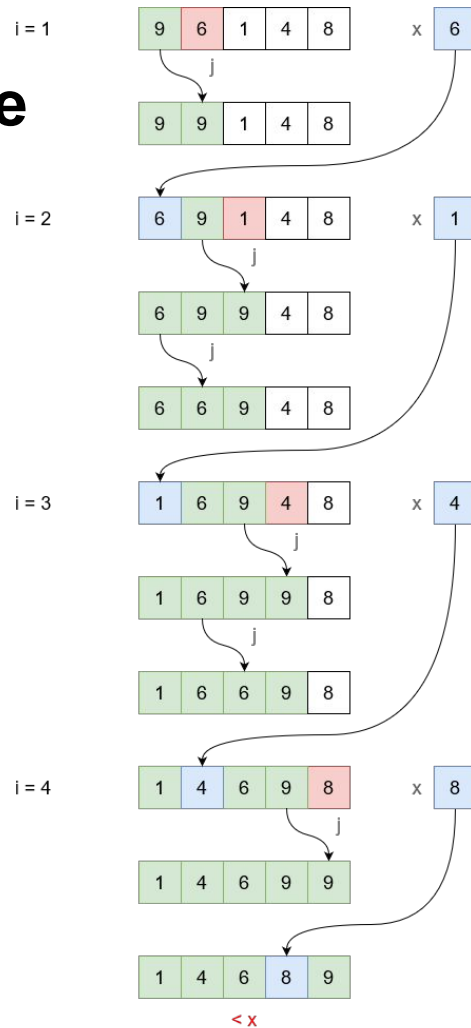 i = 1 9 6 1 4 8 x 6
j
e
9 9 1 4 8
i = 2 6 9 1 4 8 x 1
j
6 9 9 4 8
j
6 6 9 4 8
i = 3 1 6 9 4 8 x 4
j
1 6 9 9 8
j
1 6 6 9 8
i = 4 1 4 6 9 8 x 8
j
1 4 6 9 9
1 4 6 8 9
< x